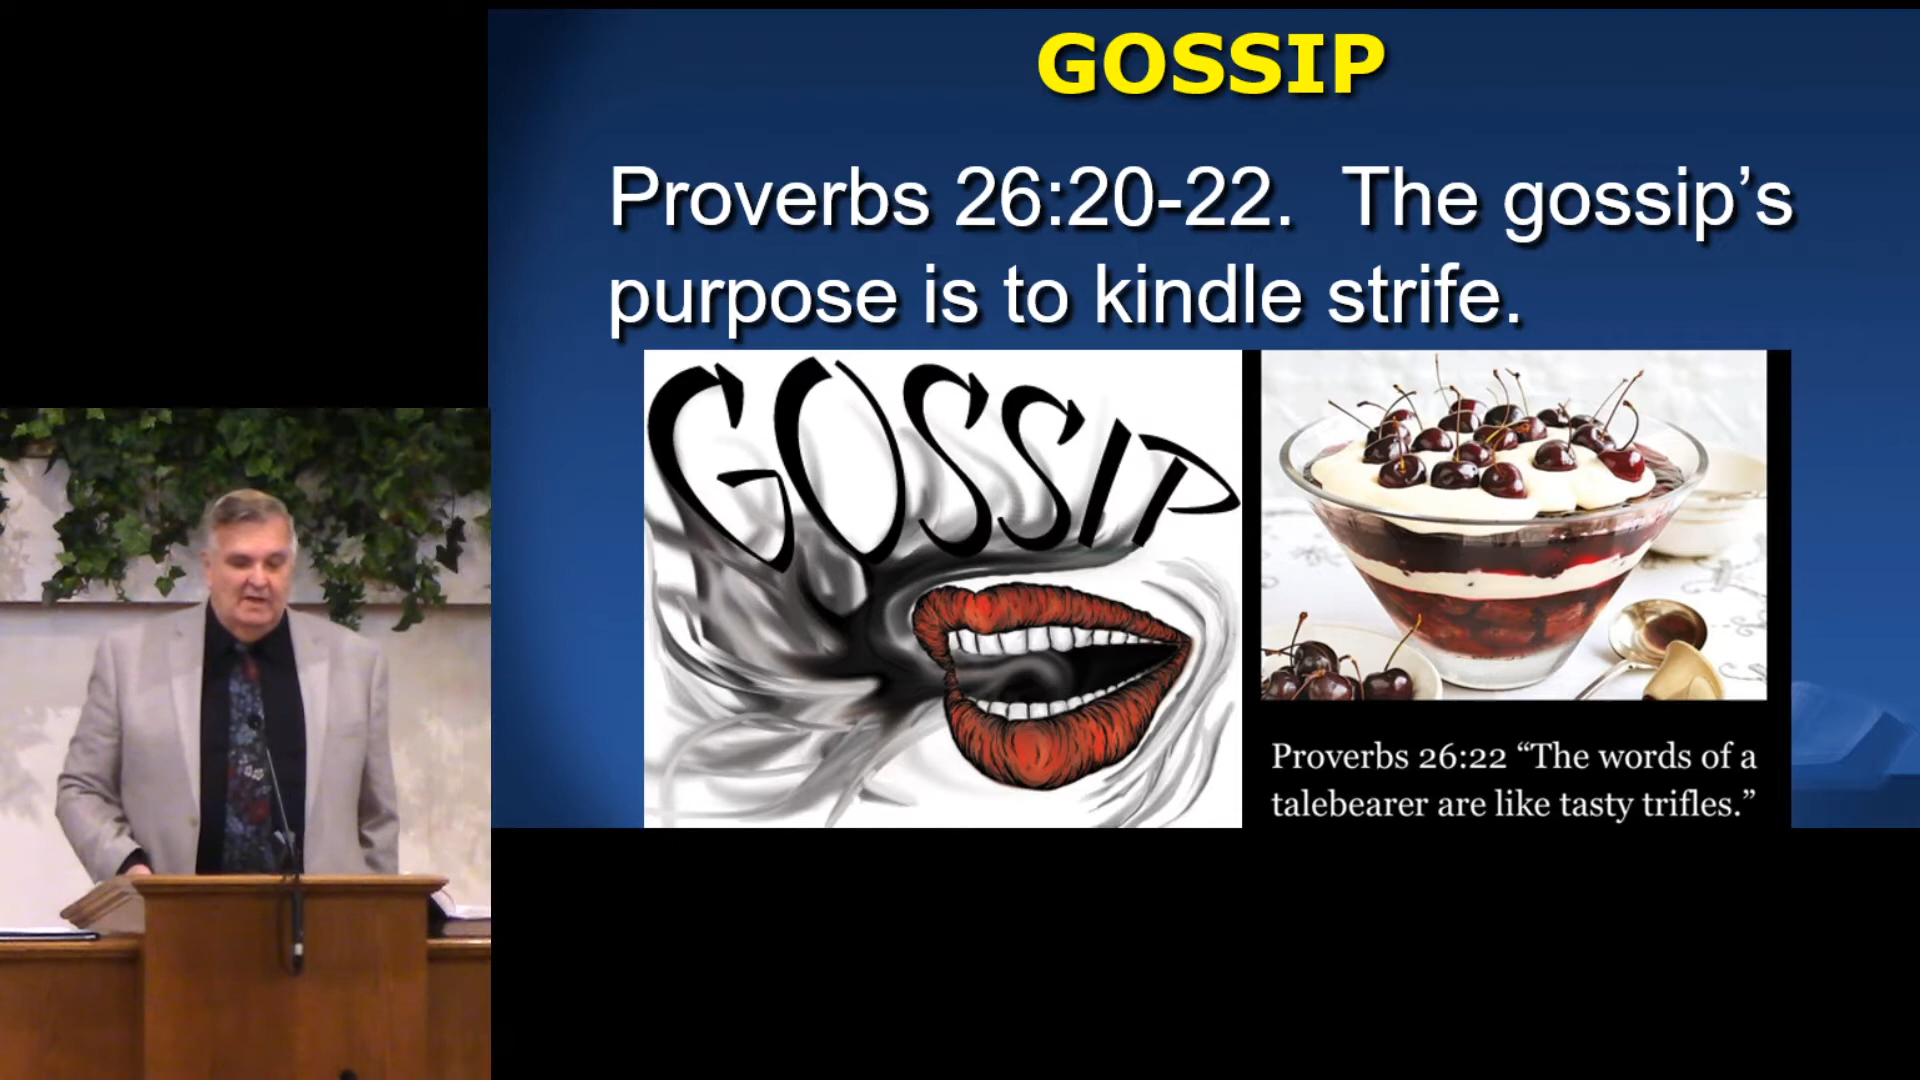 GOSSIP
Proverbs 26:20-22.  The gossip’s
purpose is to kindle strife.
GOSSIP
Proverbs 26:22 “The words of a
talebearer are like tasty trifles.”